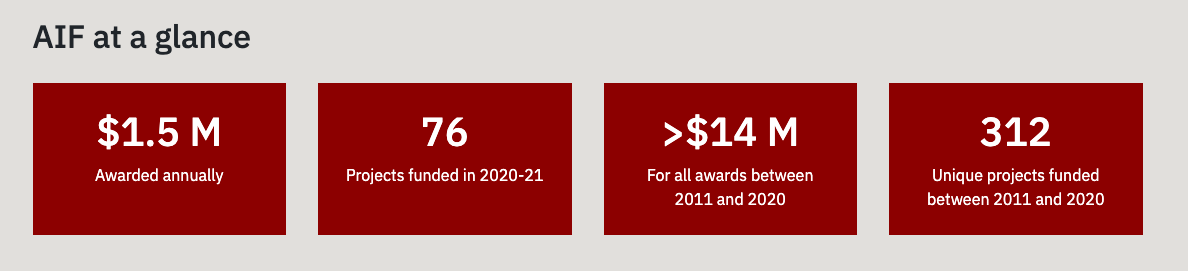 AIF at a glance
$1.5 M
Awarded annually
76
Projects funded in 2020-21
>$14 M
For all awards between
2011 and 2020
312
Unique projects funded
between 2011 and 2020